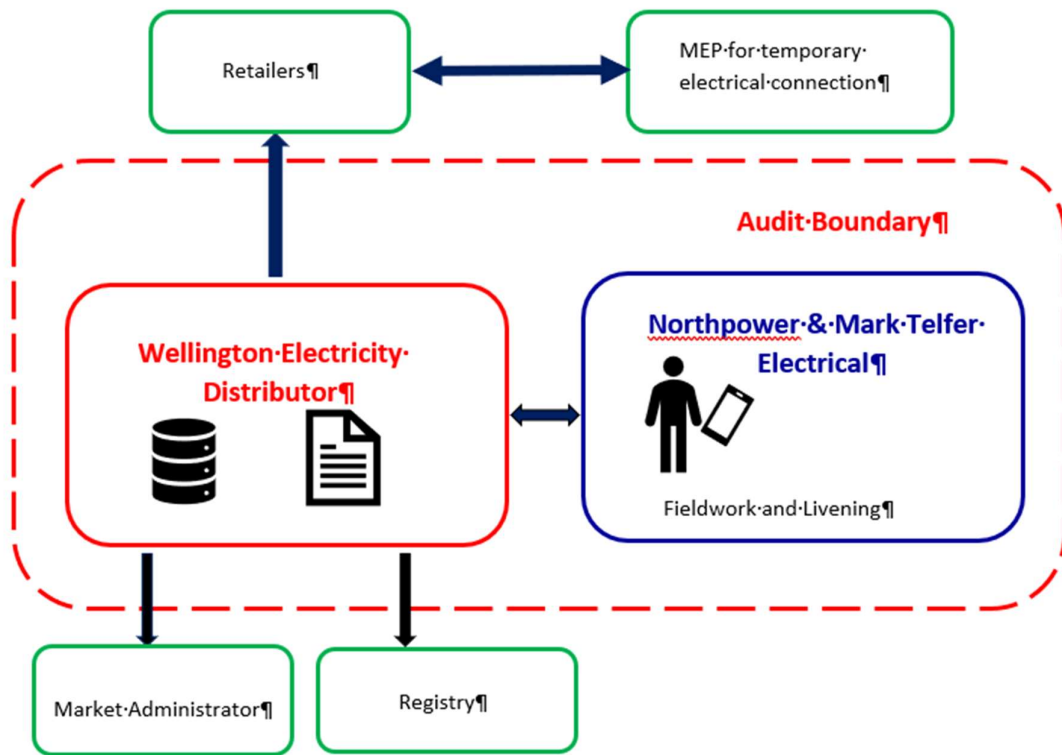 Retailers¶
MEP·for·temporary·
electrical·connection¶
Audit·Boundary¶
Wellington·Electricity·
Distributor¶
Northpower·&·Mark·Telfer·
Electrical¶
Fieldwork·and·Livening¶
Market·Administrator¶
Registry¶